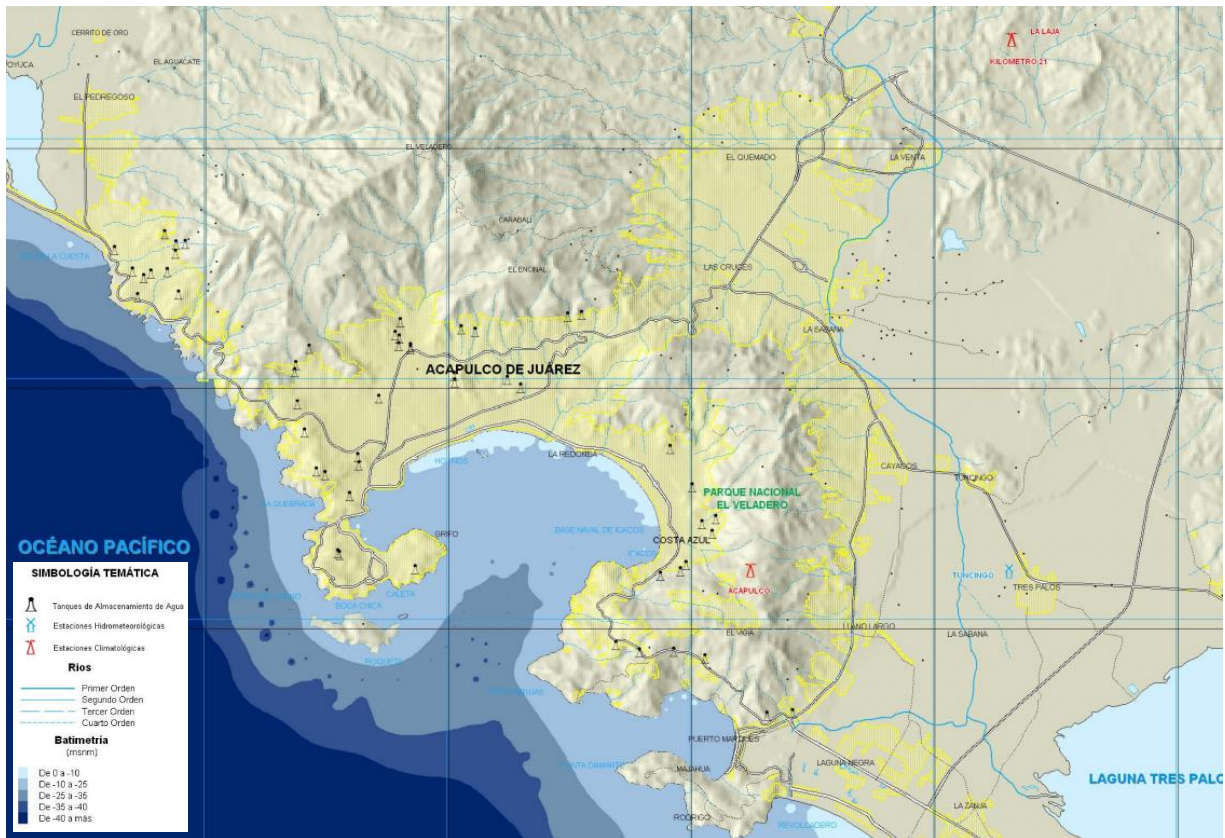 CERRITO DE ORO
LA LAJA
OYUCA
EL AGUACATE
KILOMETRO 21
EL PEDREGOSO
EL VELADERO
EL QUEMADO
LA VENTA
CARABALI
LA CUESTA
EL ENCINAL
LAS CRUCES
LA SABANA
ACAPULCO DE JUÁREZ
HORNOS
LA REDONDA
CAYACOS
TUNCINGO
LA QUEBRADA
PARQUE NACIONAL
EL VELADERO
BASE NAVAL DE ICACOS
GRIFO
COSTA AZUL
ICACOS
OCÉANO PACÍFICO
ACAPULCO
TUNCINGO
TRES PALOS
CALETA
BOCA CHICA
LLANO LARGO
EL VIGIA
LA SABANA
ROQUETA
PUERTO MARQUES
MAJAHUA
PUNTA DIAMANTE
LAGUNA NEGRA
LAGUNA TRES PALO
LA ZANJA
RODRIGO
REVOLCADERO
SIMBOLOGÍA TEMÁTICA
Tanques de Almacenamiento de Agua
Estaciones Hidrometeorológicas
Estaciones Climatológicas
Rios
Primer Orden
Segundo Orden
Tercer Orden
Cuarto Orden
Batimetría
(msnm)
De 0 a -10
De -10 a -25
De -25 a -35
De -35 a -40
De -40 a más